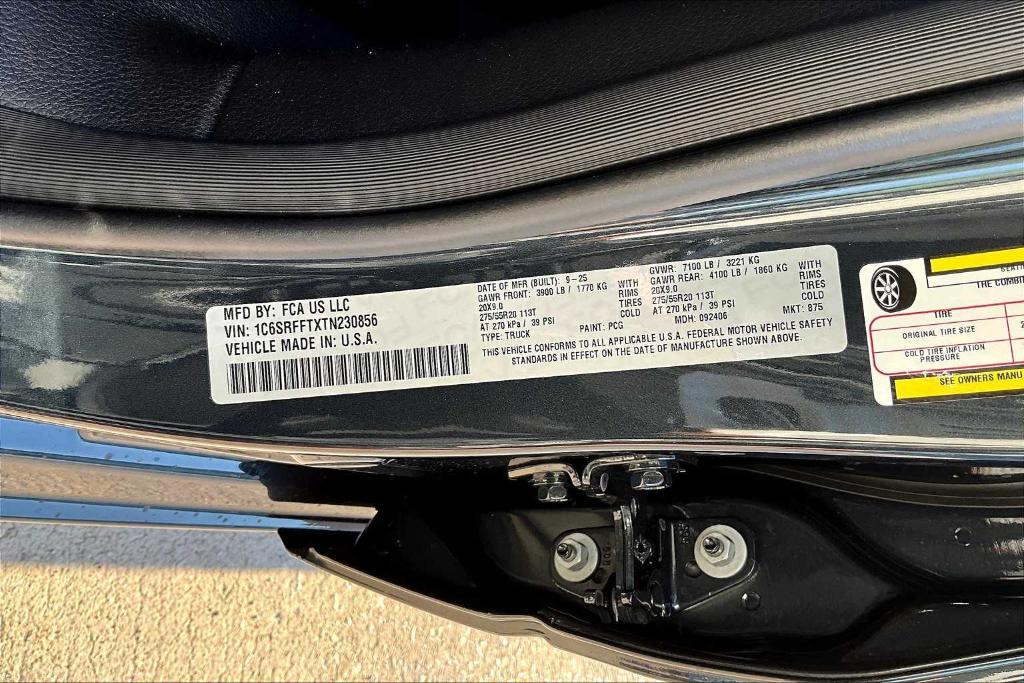 MFD BY: FCA US LLC
VIN: 1C6SRFFTXTN230856
VEHICLE MADE IN: U.S.A.
DATE OF MFR (BUILT): 9-25
GAWR FRONT: 3900 LB / 1770 KG WITH
20X9.0 RIMS
275/55R20 113T TIRES
AT 270 kPa / 39 PSI COLD
TYPE: TRUCK PAINT: PCG
GVWR: 7100 LB / 3221 KG
GAWR REAR: 4100 LB / 1860 KG WITH
20X9.0 RIMS
275/55R20 113T TIRES
AT 270 kPa / 39 PSI COLD
MDH: 092406 MKT: 875
THIS VEHICLE CONFORMS TO ALL APPLICABLE U.S.A. FEDERAL MOTOR VEHICLE SAFETY
STANDARDS IN EFFECT ON THE DATE OF MANUFACTURE SHOWN ABOVE.
THE COMBI
TIRE
ORIGINAL TIRE SIZE
COLD TIRE INFLATION
PRESSURE
SEE OWNERS MANU